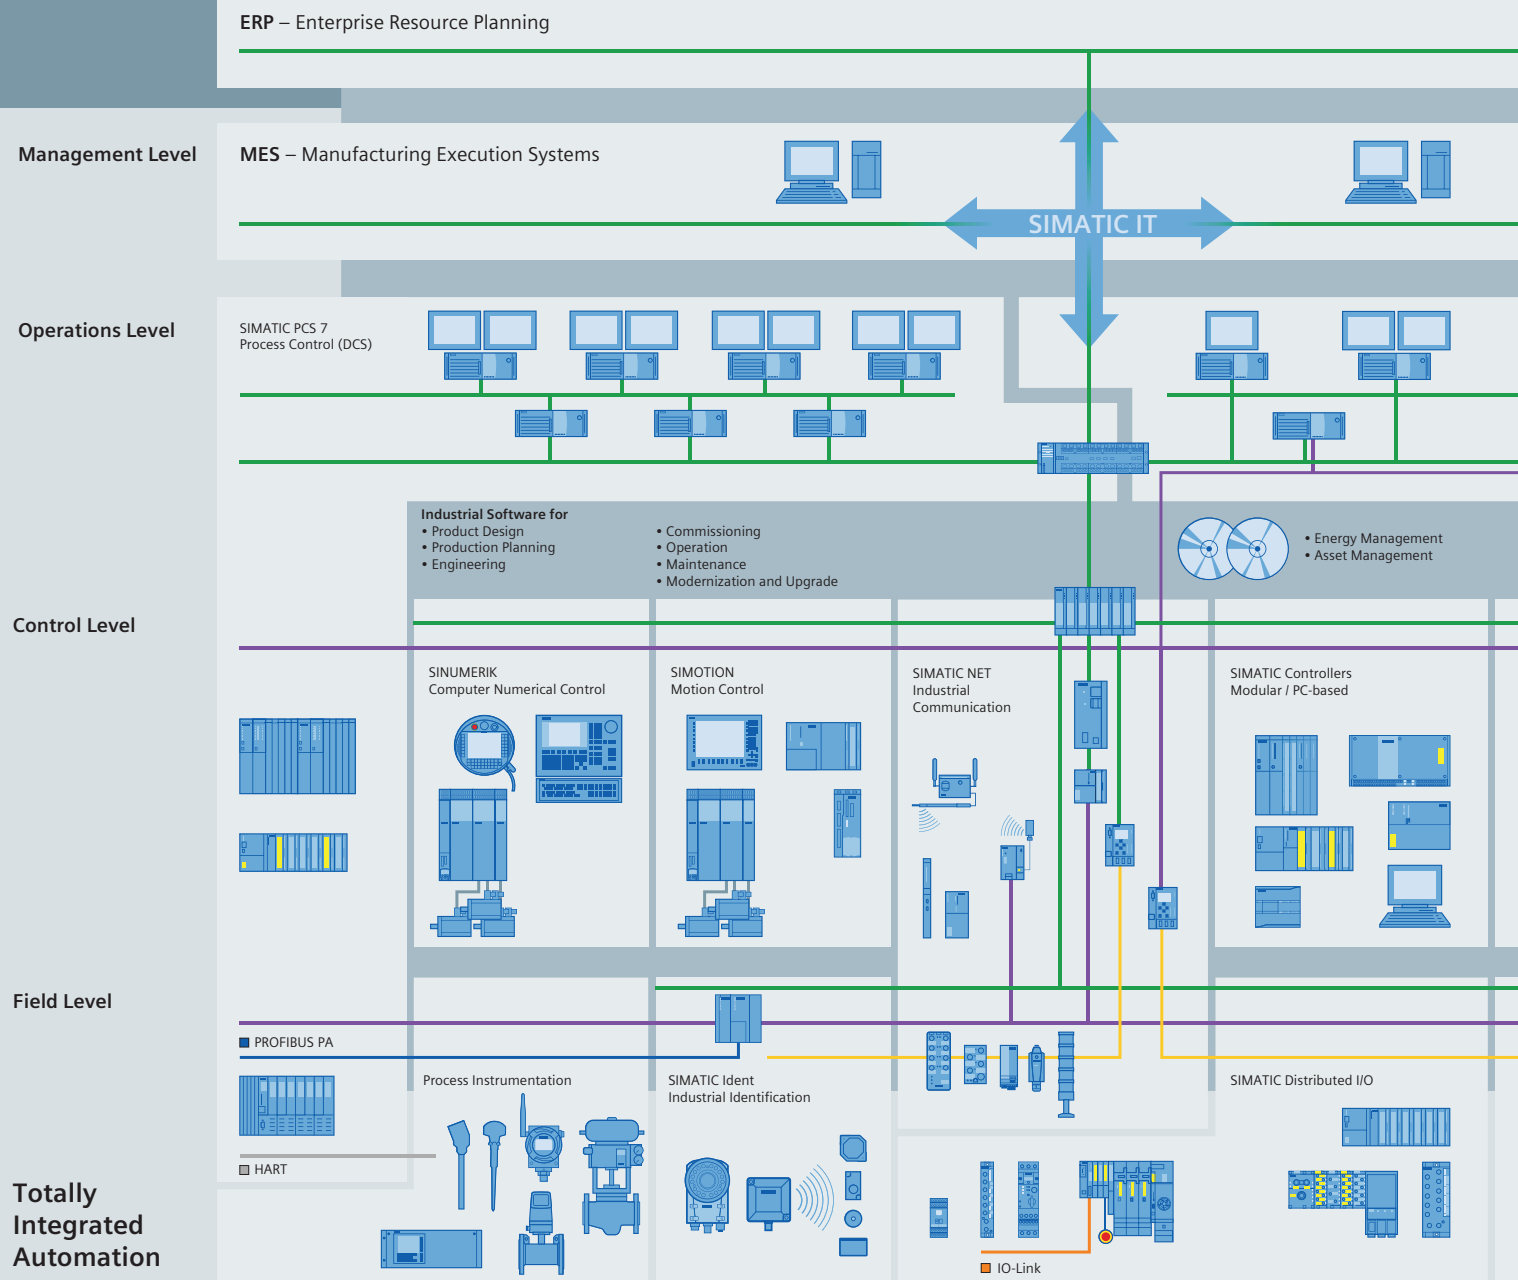 ERP – Enterprise Resource Planning
Management Level
MES – Manufacturing Execution Systems
SIMATIC IT
Operations Level
SIMATIC PCS 7
Process Control (DCS)
Industrial Software for
• Product Design
• Production Planning
• Engineering
• Commissioning
• Operation
• Maintenance
• Modernization and Upgrade
• Energy Management
• Asset Management
Control Level
SINUMERIK
Computer Numerical Control
SIMOTION
Motion Control
SIMATIC NET
Industrial
Communication
SIMATIC Controllers
Modular / PC-based
Field Level
PROFIBUS PA
Process Instrumentation
SIMATIC Ident
Industrial Identification
SIMATIC Distributed I/O
HART
Totally
Integrated
Automation
IO-Link